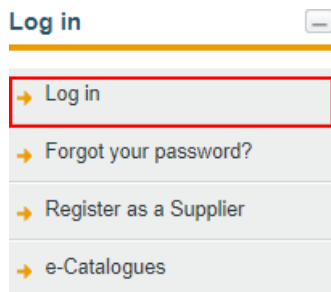 Log in
Log in
Forgot your password?
Register as a Supplier
e-Catalogues